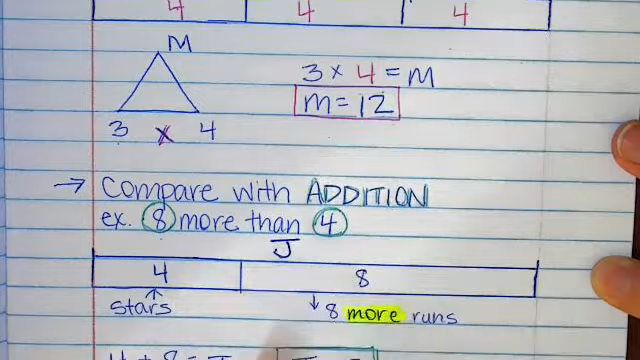 4 4 4
M
3 × 4 = M
m = 12
3 x 4
→ Compare with ADDITION
ex. 8 more than 4
J
4 8
stars ↑ ↓ 8 more runs